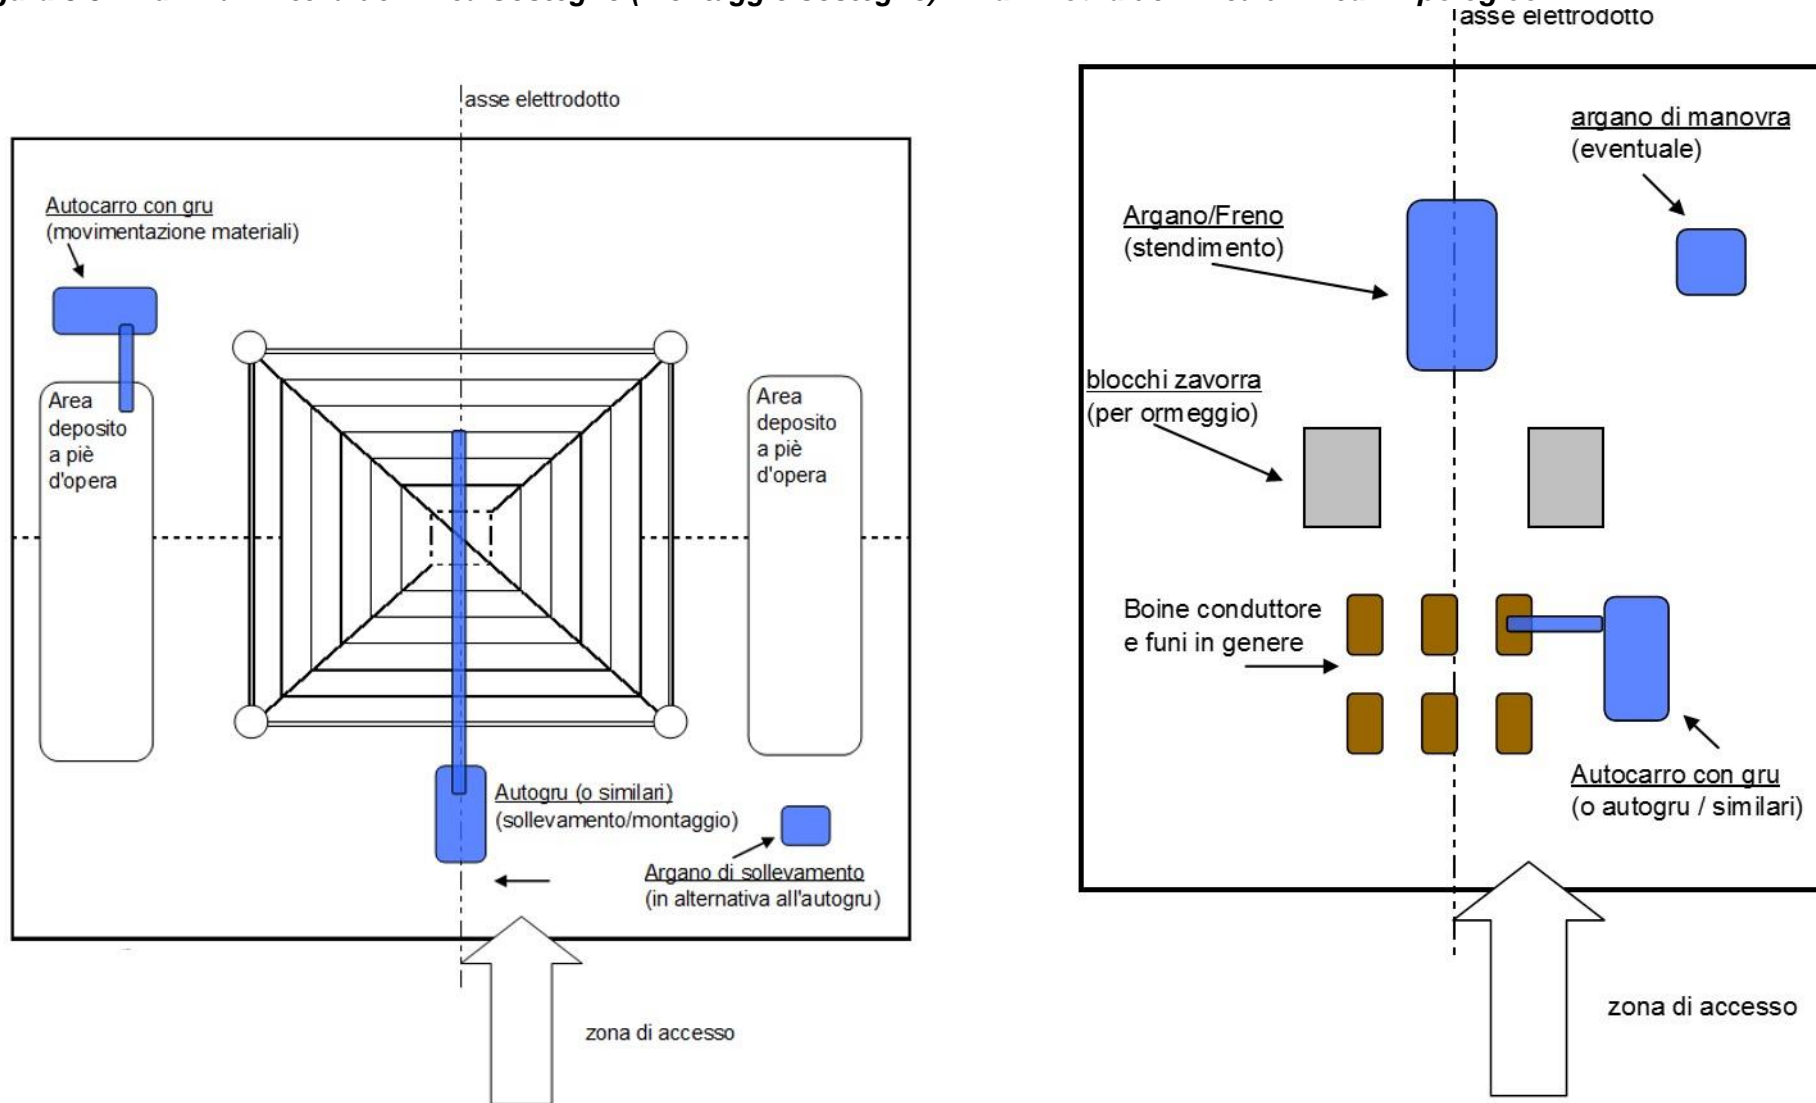 asse elettrodotto
Autocarro con gru
(movimentazione materiali)
Area
deposito
a piè
d'opera
Area
deposito
a piè
d'opera
Autogru (o similari)
(sollevamento/montaggio)
Argano di sollevamento
(in alternativa all'autogru)
zona di accesso
asse elettrodotto
argano di manovra
(eventuale)
Argano/Freno
(stendimento)
blocchi zavorra
(per ormeggio)
Boine conduttore
e funi in genere
Autocarro con gru
(o autogru / similari)
zona di accesso